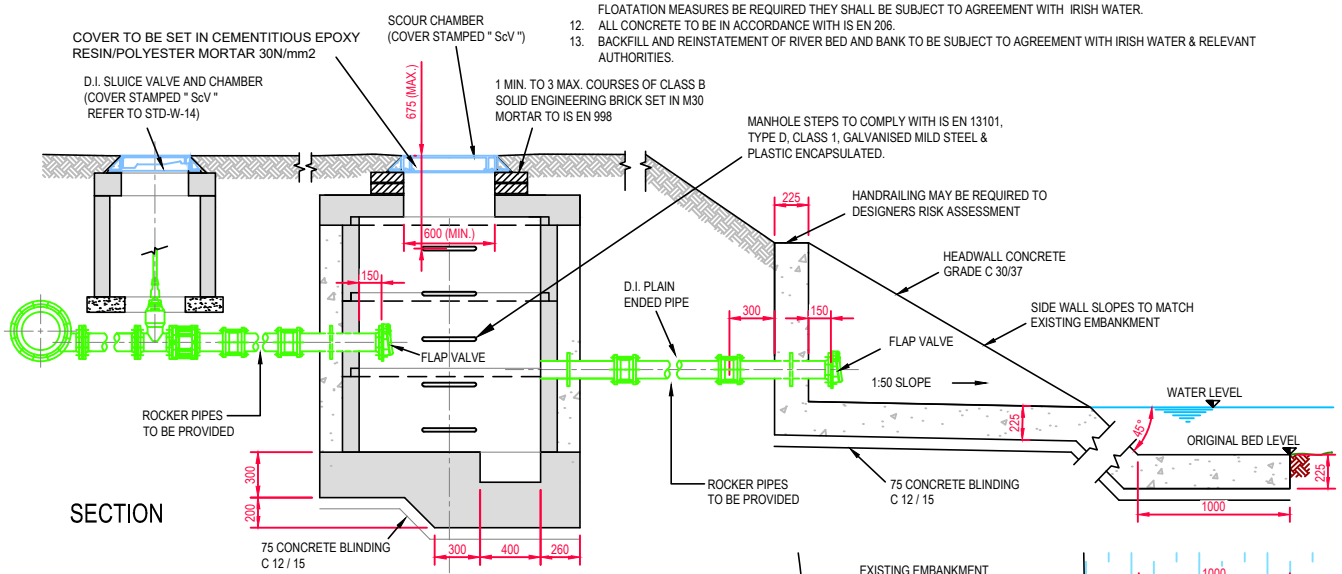 FLOATATION MEASURES BE REQUIRED THEY SHALL BE SUBJECT TO AGREEMENT WITH IRISH WATER.
12. ALL CONCRETE TO BE IN ACCORDANCE WITH IS EN 206.
13. BACKFILL AND REINSTATEMENT OF RIVER BED AND BANK TO BE SUBJECT TO AGREEMENT WITH IRISH WATER & RELEVANT
AUTHORITIES.
COVER TO BE SET IN CEMENTITIOUS EPOXY
RESIN/POLYESTER MORTAR 30N/mm2
SCOUR CHAMBER
(COVER STAMPED " ScV ")
D.I. SLUICE VALVE AND CHAMBER
(COVER STAMPED " ScV "
REFER TO STD-W-14)
675 (MAX.)
1 MIN. TO 3 MAX. COURSES OF CLASS B
SOLID ENGINEERING BRICK SET IN M30
MORTAR TO IS EN 998
MANHOLE STEPS TO COMPLY WITH IS EN 13101,
TYPE D, CLASS 1, GALVANISED MILD STEEL &
PLASTIC ENCAPSULATED.
225
HANDRAILING MAY BE REQUIRED TO
DESIGNERS RISK ASSESSMENT
600 (MIN.)
HEADWALL CONCRETE
GRADE C 30/37
150
D.I. PLAIN
ENDED PIPE
300
150
SIDE WALL SLOPES TO MATCH
EXISTING EMBANKMENT
FLAP VALVE
FLAP VALVE
1:50 SLOPE
WATER LEVEL
ROCKER PIPES
TO BE PROVIDED
225
45°
ORIGINAL BED LEVEL
225
300
200
ROCKER PIPES
TO BE PROVIDED
75 CONCRETE BLINDING
C 12 / 15
1000
SECTION
75 CONCRETE BLINDING
C 12 / 15
300
400
260
EXISTING EMBANKMENT
1000